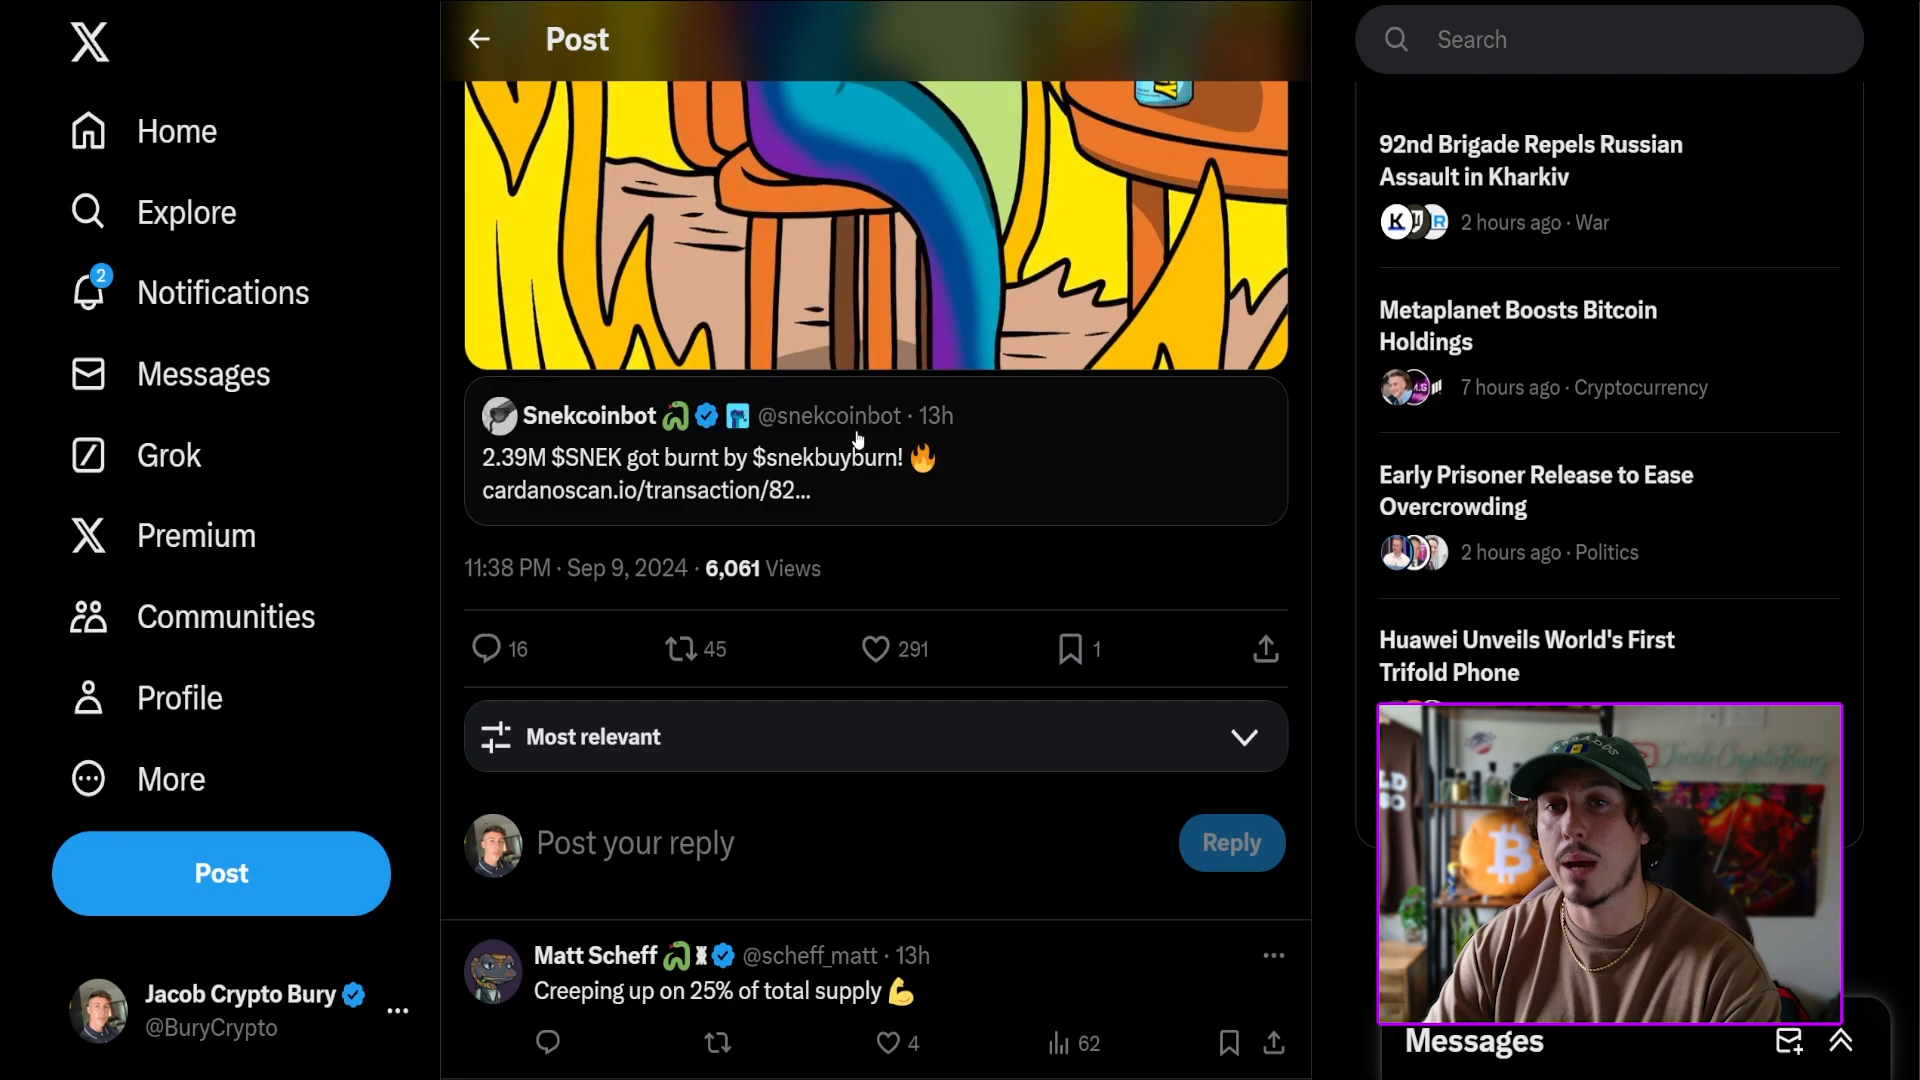 Home
Explore
2
Notifications
Messages
Grok
Premium
Communities
Profile
More
Post
Jacob Crypto Bury
@BuryCrypto
Post
Snekcoinbot @snekcoinbot · 13h
2.39M $SNEK got burnt by $snekbuyburn! 🔥
cardanoscan.io/transaction/82...
11:38 PM · Sep 9, 2024 · 6,061 Views
16 45 291 1
Most relevant
Post your reply
Reply
Matt Scheff @scheff_matt · 13h
Creeping up on 25% of total supply 💪
4 62
Search
92nd Brigade Repels Russian
Assault in Kharkiv
2 hours ago · War
Metaplanet Boosts Bitcoin
Holdings
7 hours ago · Cryptocurrency
Early Prisoner Release to Ease
Overcrowding
2 hours ago · Politics
Huawei Unveils World's First
Trifold Phone
JacobCryptoBury
Messages